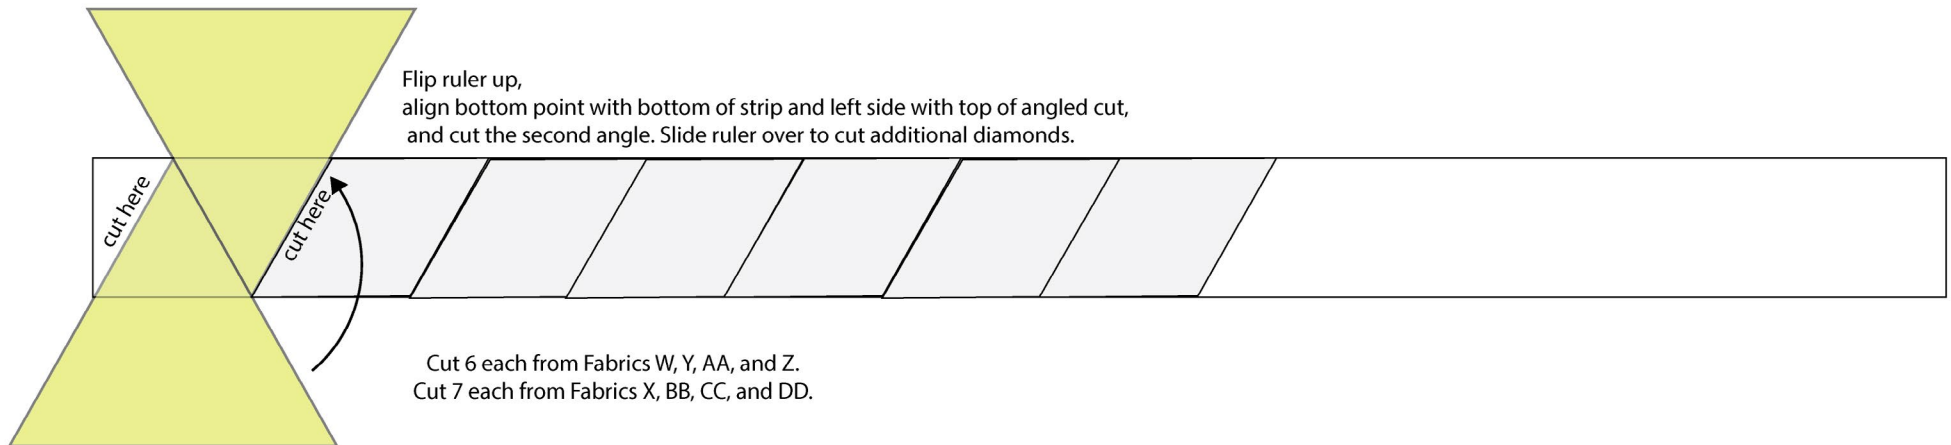 Flip ruler up,
align bottom point with bottom of strip and left side with top of angled cut,
and cut the second angle. Slide ruler over to cut additional diamonds.
cut here
cut here
Cut 6 each from Fabrics W, Y, AA, and Z.
Cut 7 each from Fabrics X, BB, CC, and DD.